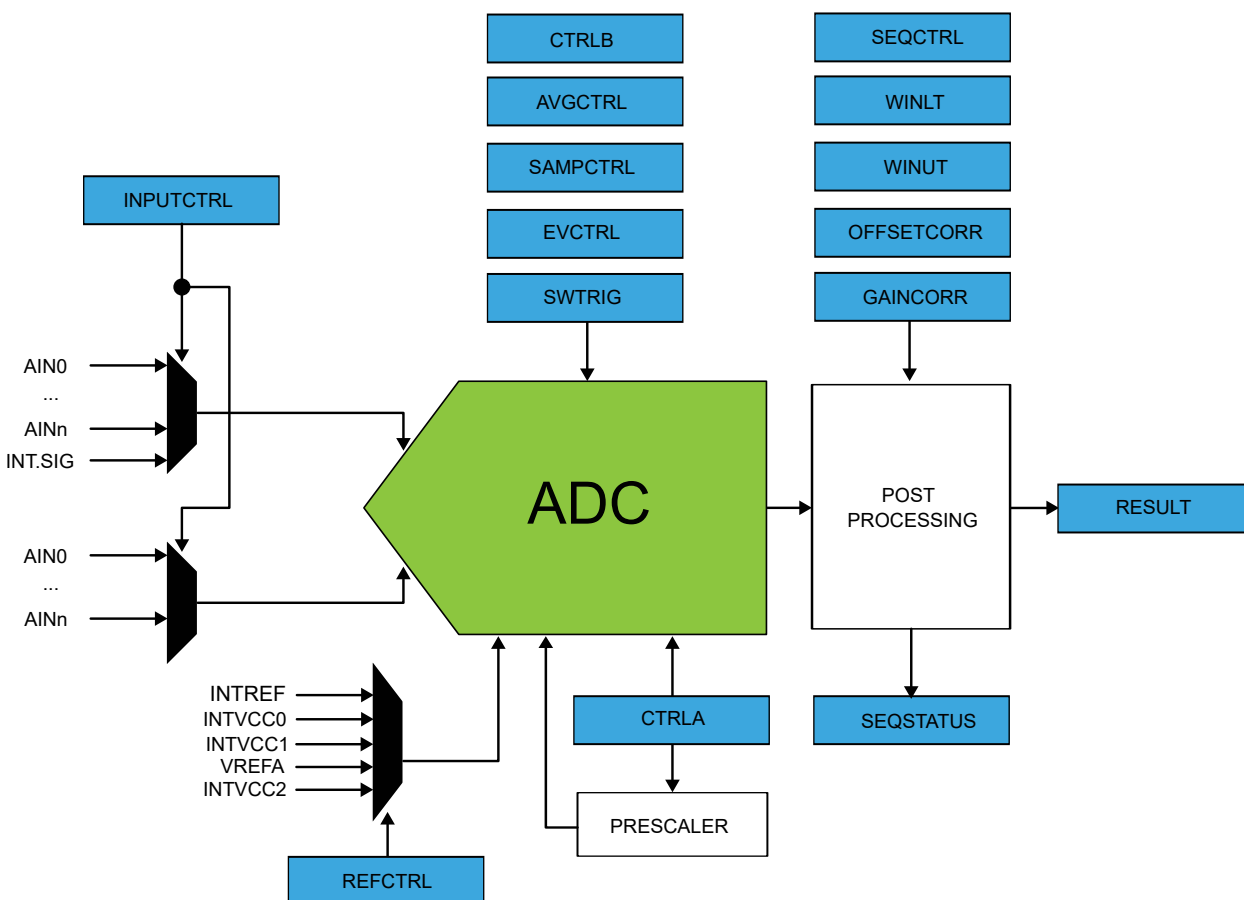 CTRLB
AVGCTRL
SAMPCTRL
EVCTRL
SWTRIG
SEQCTRL
WINLT
WINUT
OFFSETCORR
GAINCORR
INPUTCTRL
AIN0
...
AINn
INT.SIG
AIN0
...
AINn
ADC
POST
PROCESSING
RESULT
INTREF
INTVCC0
INTVCC1
VREFA
INTVCC2
CTRLA
SEQSTATUS
PRESCALER
REFCTRL